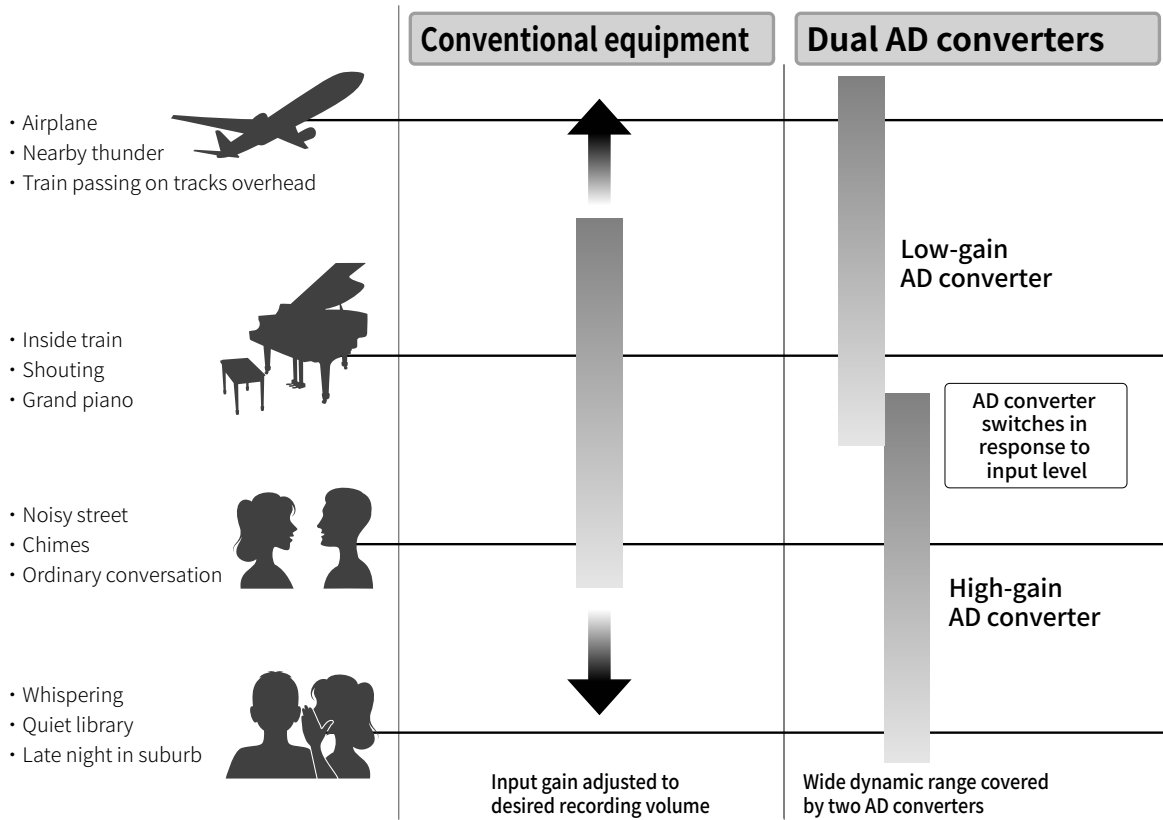 Conventional equipment
Dual AD converters
・Airplane
・Nearby thunder
・Train passing on tracks overhead
Low-gain
AD converter
・Inside train
・Shouting
・Grand piano
AD converter
switches in
response to
input level
・Noisy street
・Chimes
・Ordinary conversation
High-gain
AD converter
・Whispering
・Quiet library
・Late night in suburb
Input gain adjusted to
desired recording volume
Wide dynamic range covered
by two AD converters